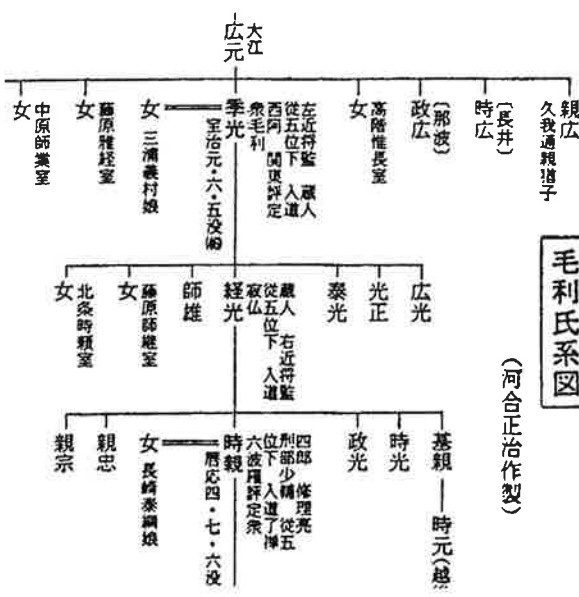 毛利氏系図
(河合正治作製)
大江
広元
親広
久我通親猶子
(長井)
時広
(那波)
政広
高階惟長室
女
左近将監 蔵人
従五位下 入道
西阿 関東評定
衆毛利
季光
宝治元・六・五没
女 三浦義村娘
藤原雅経室
女
中原師業室
女
広光
光正
泰光
蔵人 右近将監
従五位下 入道
寂仏
経光
師雄
藤原師継室
女
北条時頼室
女
基親
時元(越
時光
政光
四郎 修理亮
刑部少輔 従五
位下 入道了禅
六波羅評定衆
時親
暦応四・七・六没
女 長崎泰綱娘
親忠
親宗